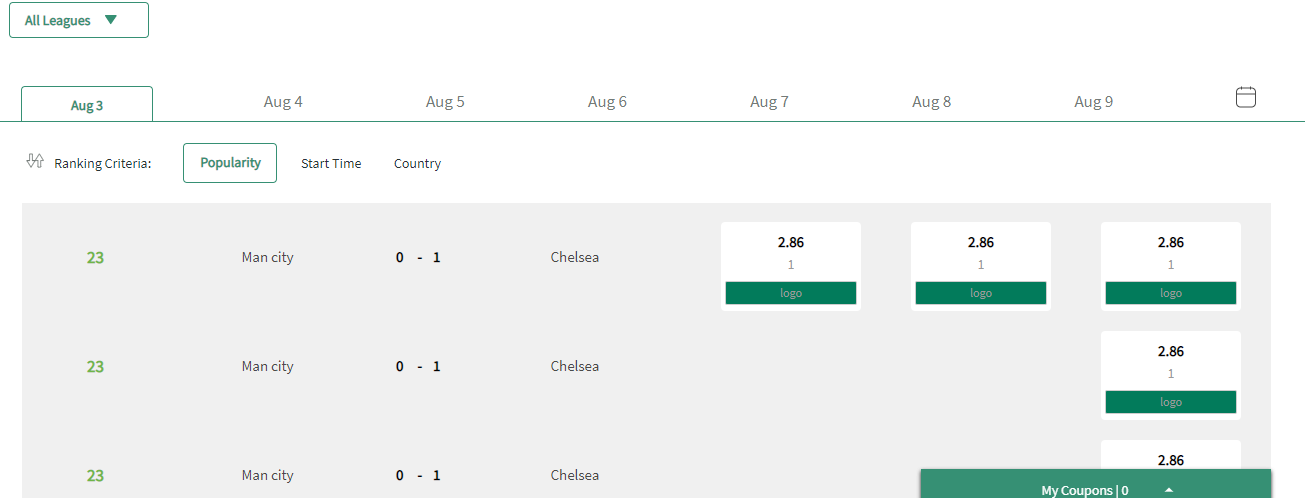 All Leagues
Aug 3 Aug 4 Aug 5 Aug 6 Aug 7 Aug 8 Aug 9
Ranking Criteria: Popularity Start Time Country
23 Man city 0 - 1 Chelsea
2.86 2.86 2.86
1 1 1
logo logo logo
23 Man city 0 - 1 Chelsea
2.86
1
logo
23 Man city 0 - 1 Chelsea
2.86
My Coupons | 0